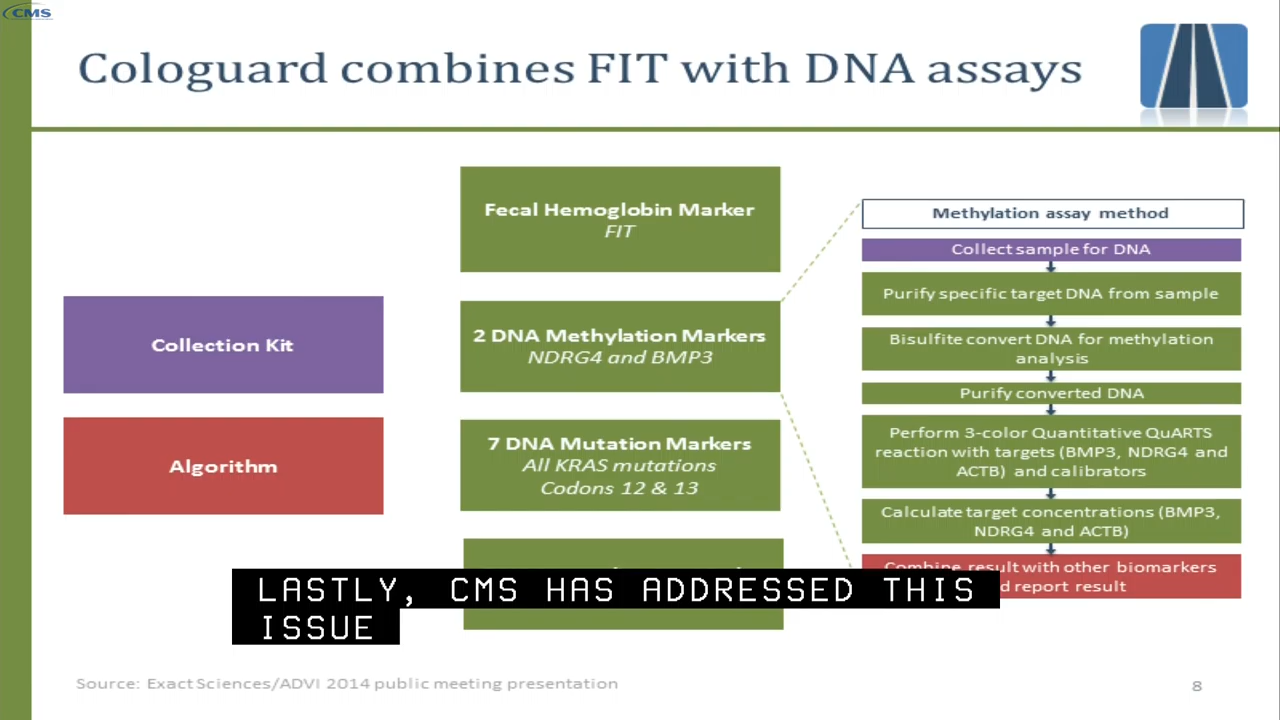 CMS
Cologuard combines FIT with DNA assays
Collection Kit
Algorithm
Fecal Hemoglobin Marker
FIT
2 DNA Methylation Markers
NDRG4 and BMP3
7 DNA Mutation Markers
All KRAS mutations
Codons 12 & 13
Methylation assay method
Collect sample for DNA
Purify specific target DNA from sample
Bisulfite convert DNA for methylation
analysis
Purify converted DNA
Perform 3-color Quantitative QuARTS
reaction with targets (BMP3, NDRG4 and
ACTB) and calibrators
Calculate target concentrations (BMP3,
NDRG4 and ACTB)
Combine result with other biomarkers
report result
LASTLY, CMS HAS ADDRESSED THIS
ISSUE
Source: Exact Sciences/ADVI 2014 public meeting presentation
8